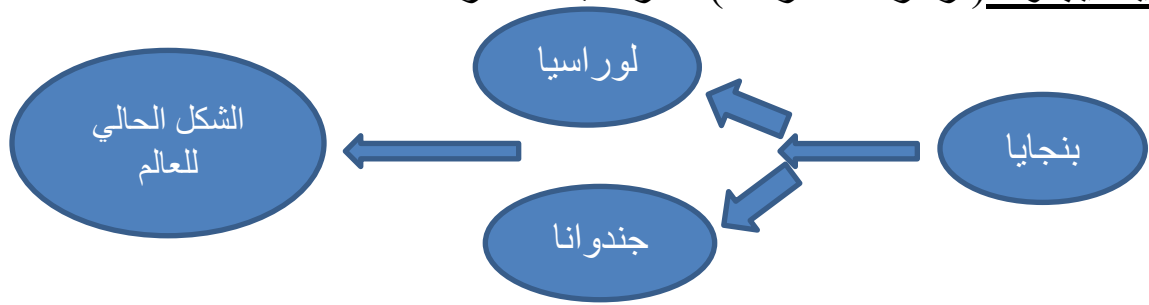 بنجايا
لوراسيا
جندوانا
الشكل الحالي
للعالم